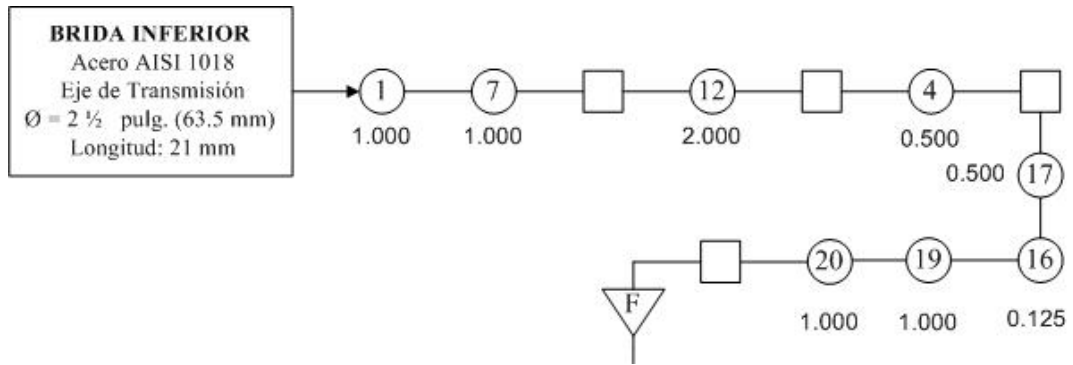 BRIDA INFERIOR
Acero AISI 1018
Eje de Transmisión
Ø = 2 ½ pulg. (63.5 mm)
Longitud: 21 mm
1
7
12
4
1.000
1.000
2.000
0.500
0.500
17
20
19
16
F
1.000
1.000
0.125